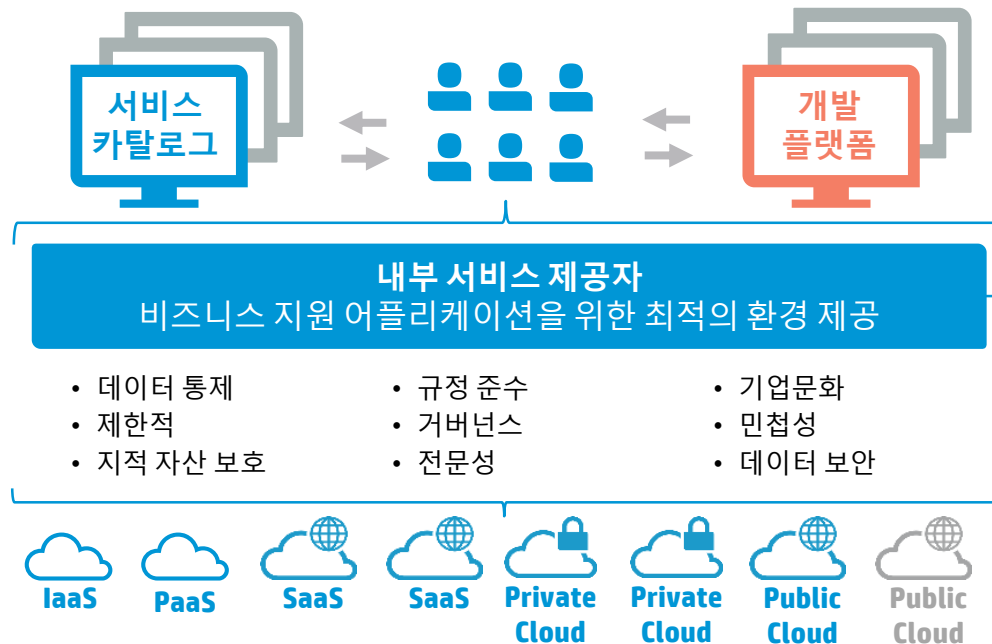 서비스
카탈로그
개발
플랫폼
내부 서비스 제공자
비즈니스 지원 어플리케이션을 위한 최적의 환경 제공
• 데이터 통제
• 제한적
• 지적 자산 보호
• 규정 준수
• 거버넌스
• 전문성
• 기업문화
• 민첩성
• 데이터 보안
IaaS
PaaS
SaaS
SaaS
Private
Cloud
Private
Cloud
Public
Cloud
Public
Cloud